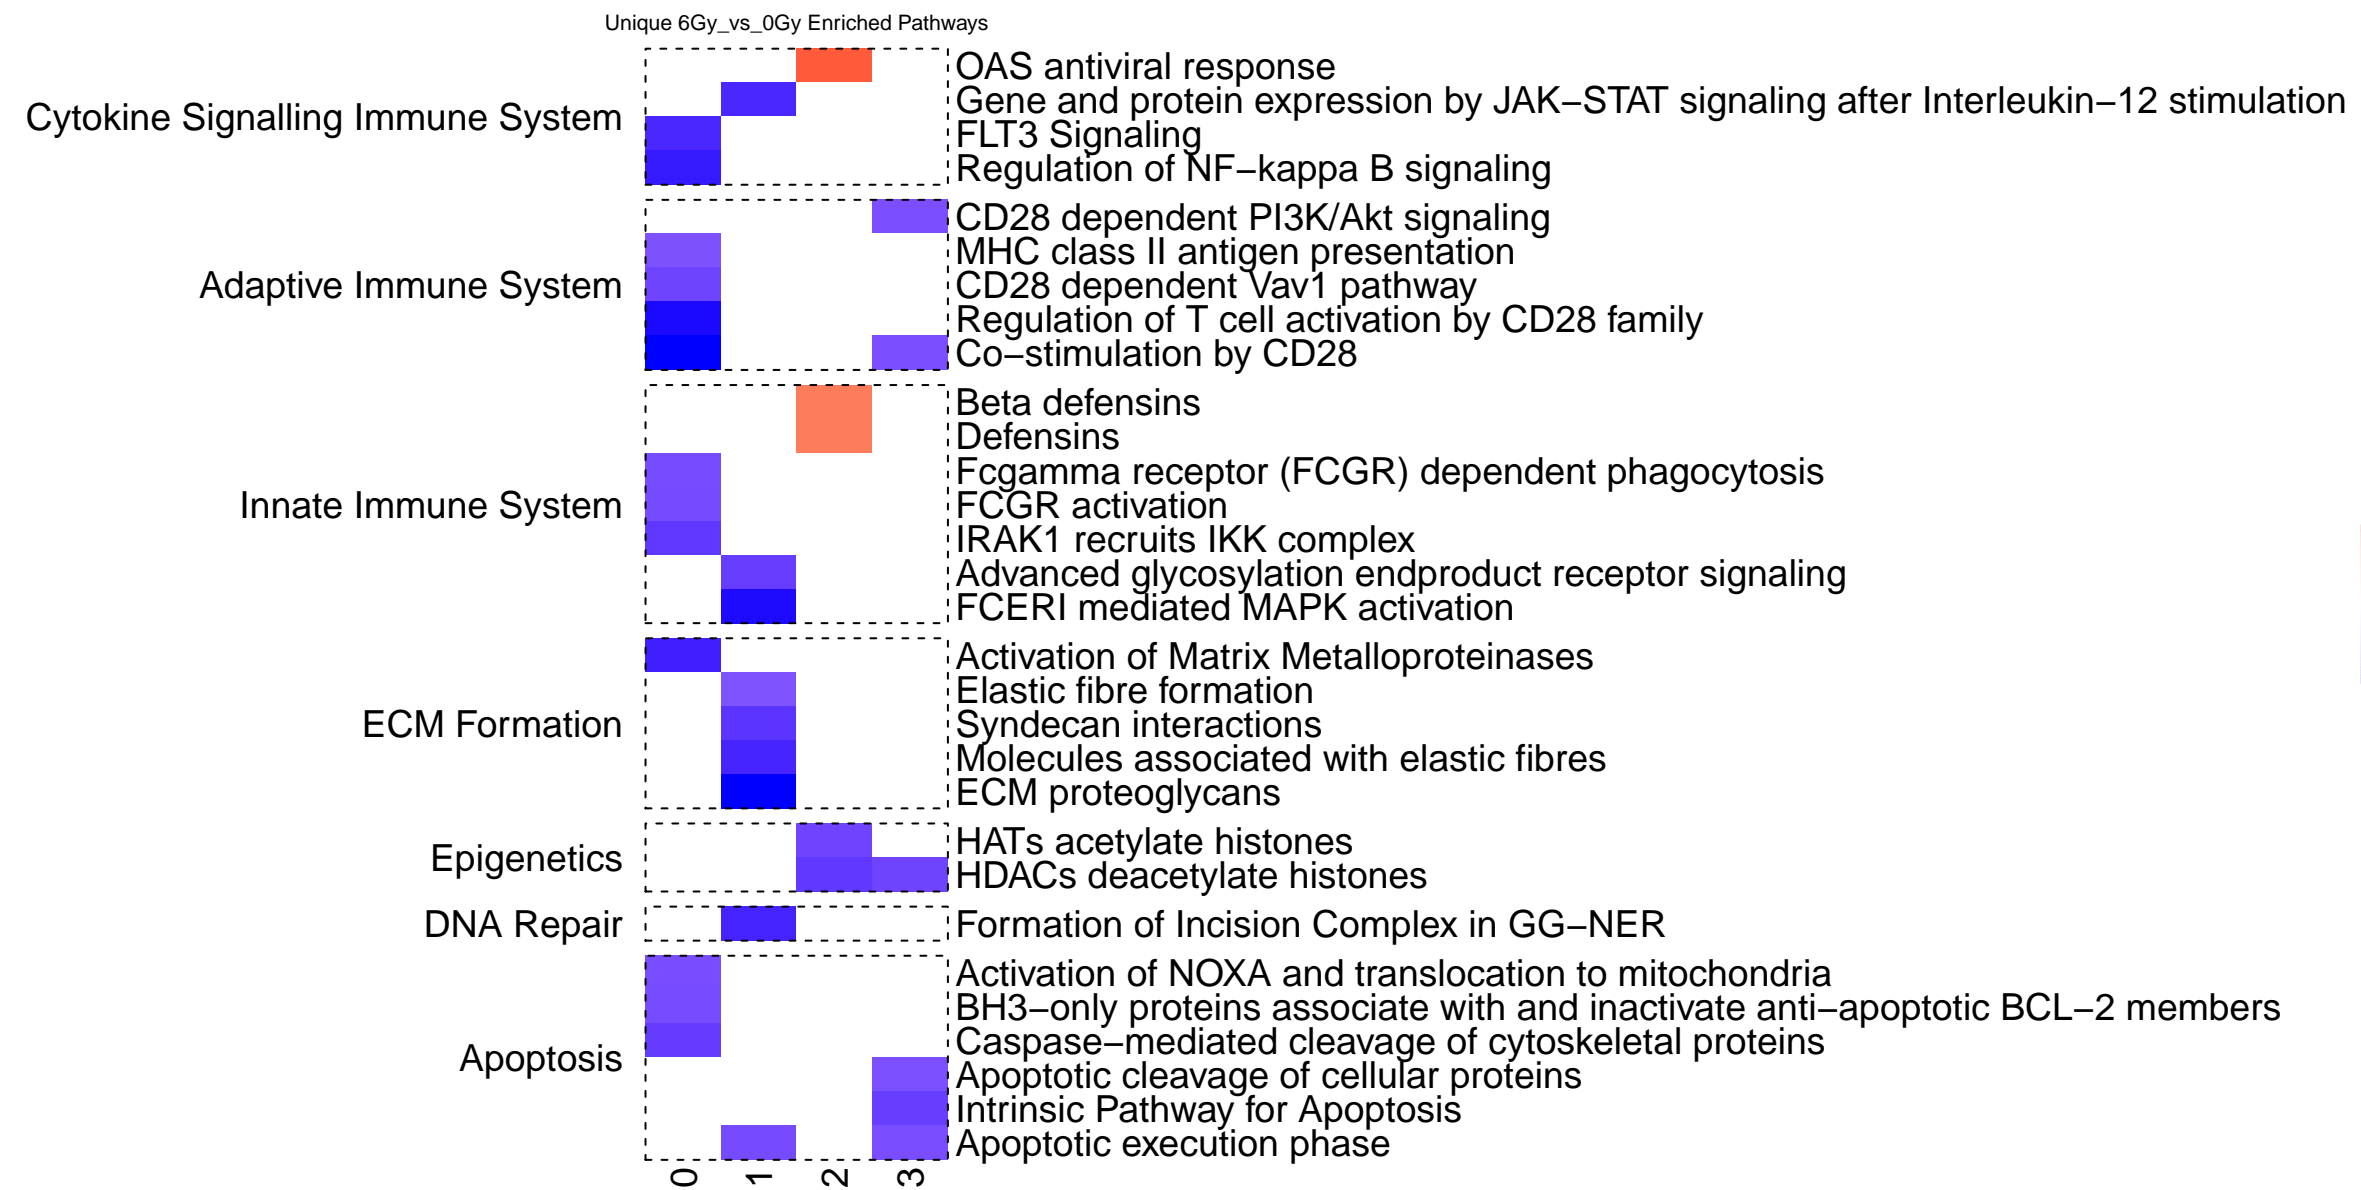 Unique 6Gy_vs_0Gy Enriched Pathways
Cytokine Signalling Immune System
OAS antiviral response
Gene and protein expression by JAK−STAT signaling after Interleukin−12 stimulation
FLT3 Signaling
Regulation of NF−kappa B signaling
Adaptive Immune System
CD28 dependent PI3K/Akt signaling
MHC class II antigen presentation
CD28 dependent Vav1 pathway
Regulation of T cell activation by CD28 family
Co−stimulation by CD28
Innate Immune System
Beta defensins
Defensins
Fcgamma receptor (FCGR) dependent phagocytosis
FCGR activation
IRAK1 recruits IKK complex
Advanced glycosylation endproduct receptor signaling
FCERI mediated MAPK activation
ECM Formation
Activation of Matrix Metalloproteinases
Elastic fibre formation
Syndecan interactions
Molecules associated with elastic fibres
ECM proteoglycans
Epigenetics
HATs acetylate histones
HDACs deacetylate histones
DNA Repair
Formation of Incision Complex in GG−NER
Apoptosis
Activation of NOXA and translocation to mitochondria
BH3−only proteins associate with and inactivate anti−apoptotic BCL−2 members
Caspase−mediated cleavage of cytoskeletal proteins
Apoptotic cleavage of cellular proteins
Intrinsic Pathway for Apoptosis
Apoptotic execution phase
0 1 2 3